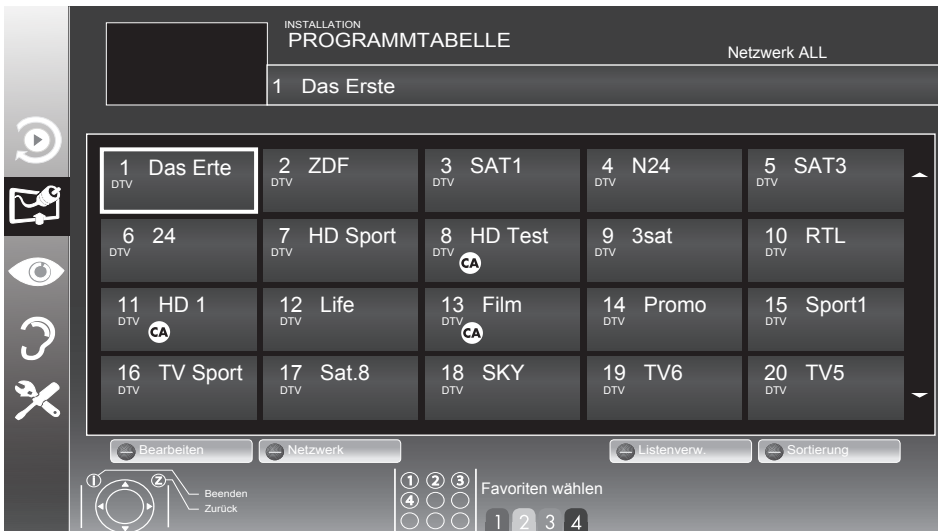 INSTALLATION
PROGRAMMTABELLE
Netzwerk ALL
1 Das Erste
1 Das Erte
DTV
2 ZDF
DTV
3 SAT1
DTV
4 N24
DTV
5 SAT3
DTV
6 24
DTV
7 HD Sport
DTV
8 HD Test
DTV
CA
9 3sat
DTV
10 RTL
DTV
11 HD 1
DTV
CA
12 Life
DTV
13 Film
DTV
CA
14 Promo
DTV
15 Sport1
DTV
16 TV Sport
DTV
17 Sat.8
DTV
18 SKY
DTV
19 TV6
DTV
20 TV5
DTV
Bearbeiten
Netzwerk
Listenverw.
Sortierung
Z
Beenden
Zurück
1 2 3
4
Favoriten wählen
1 2 3 4